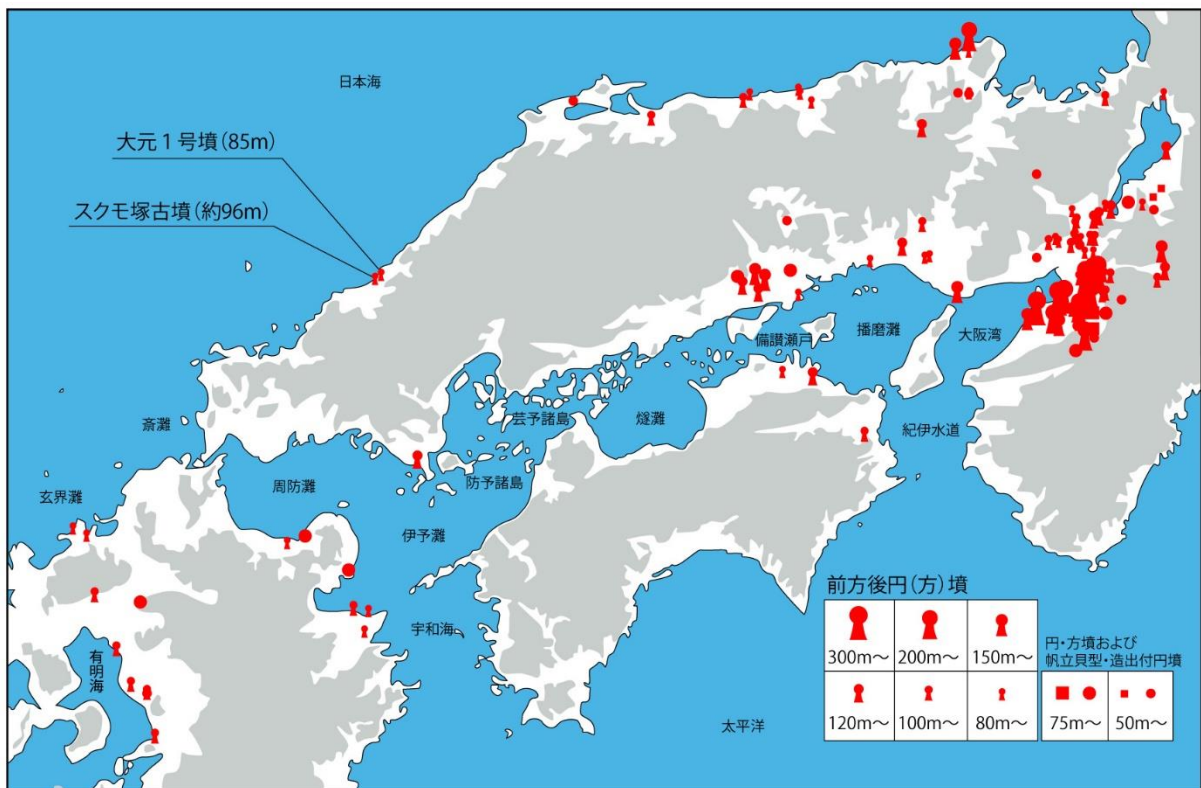 日本海
大元1号墳(85m)
スクモ塚古墳(約96m)
備讃瀬戸
播磨灘
大阪湾
斎灘
芸予諸島
燧灘
紀伊水道
玄界灘
周防灘
防予諸島
伊予灘
宇和海
有明海
太平洋
前方後円(方)墳
300m～
200m～
150m～
120m～
100m～
80m～
円・方墳および
帆立貝型・造出付円墳
75m～
50m～